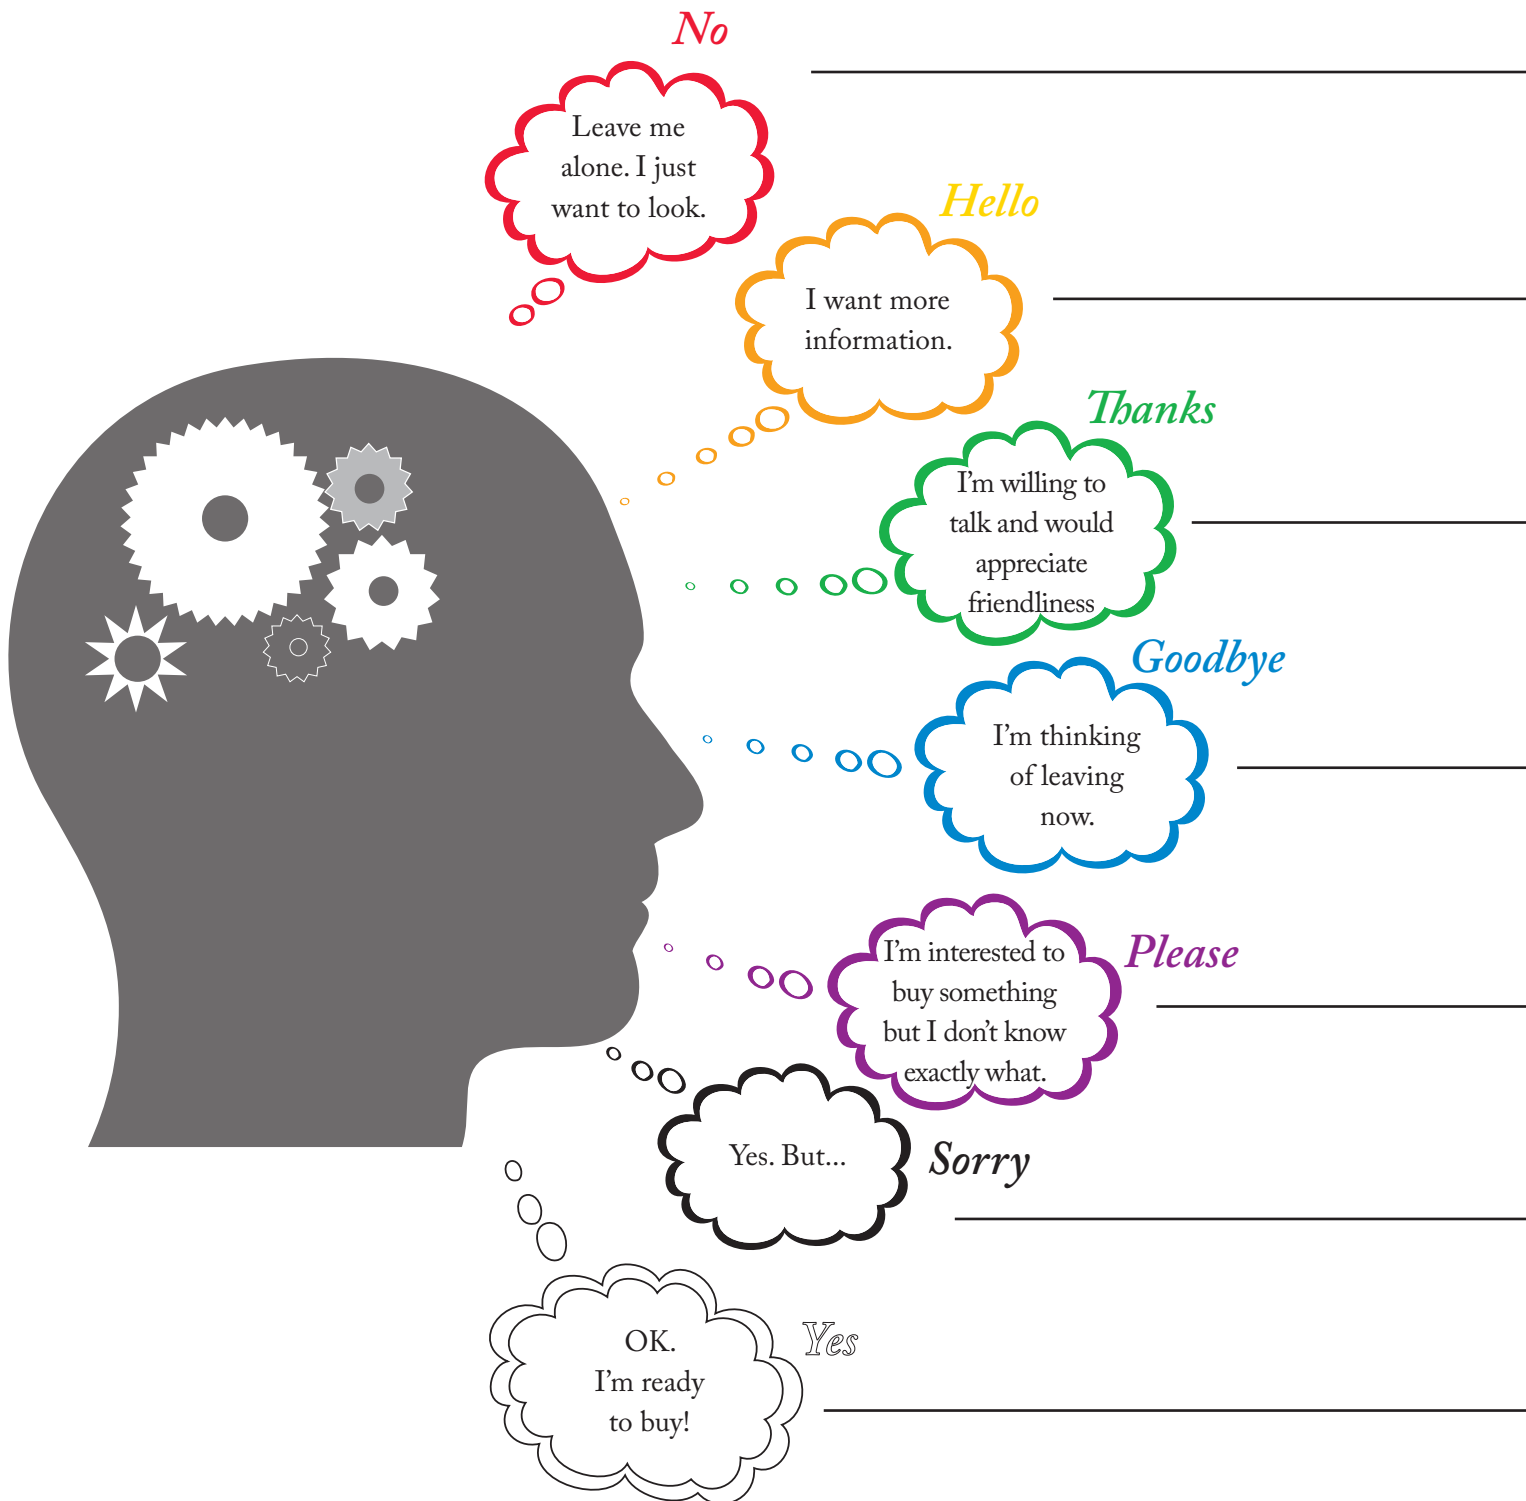 No
Leave me
alone. I just
want to look.
Hello
I want more
information.
Thanks
I'm willing to
talk and would
appreciate
friendliness
Goodbye
I'm thinking
of leaving
now.
Please
I'm interested to
buy something
but I don't know
exactly what.
Sorry
Yes. But...
Yes
OK.
I'm ready
to buy!